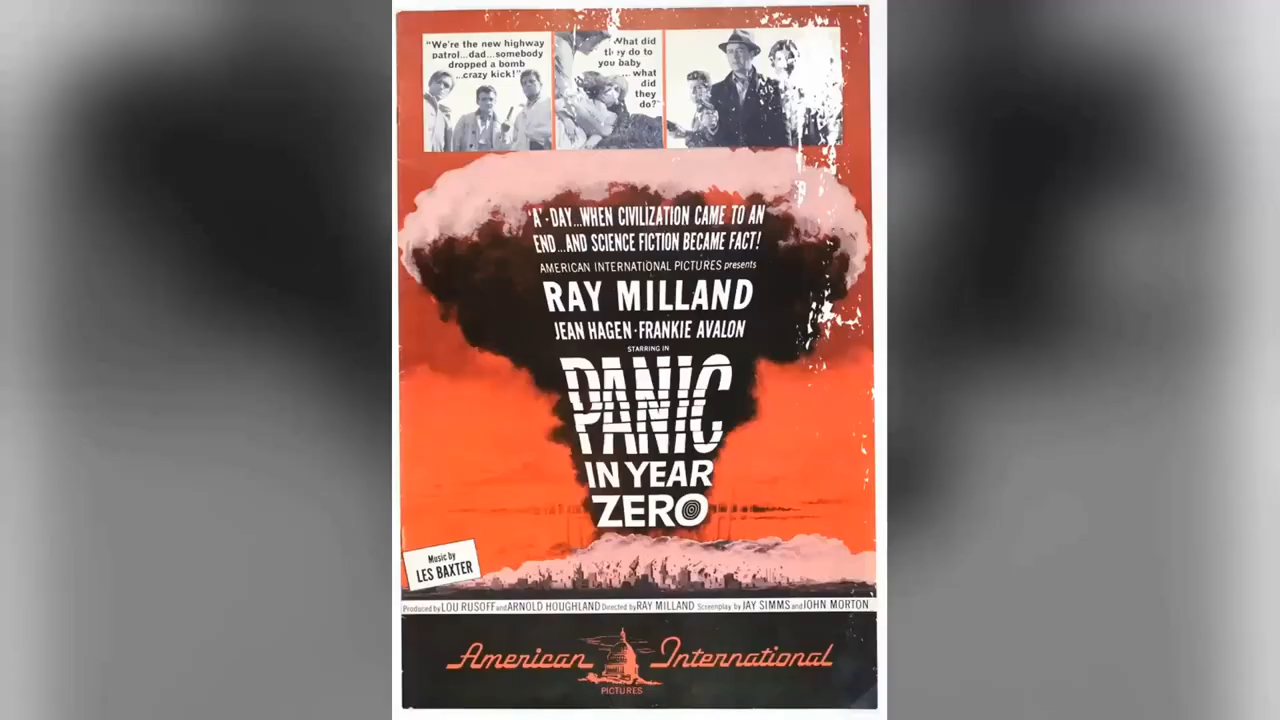 "We're the new highway
patrol...dad...somebody
dropped a bomb
...crazy kick!"
What did
they do to
you baby
... what
did
they
do?"
'A'-DAY...WHEN CIVILIZATION CAME TO AN
END...AND SCIENCE FICTION BECAME FACT!
AMERICAN INTERNATIONAL PICTURES presents
RAY MILLAND
JEAN HAGEN·FRANKIE AVALON
STARRING IN
PANIC
IN YEAR
ZERO
Music by
LES BAXTER
Produced by LOU RUSOFF and ARNOLD HOUGHLAND Directed by RAY MILLAND Screenplay by JAY SIMMS and JOHN MORTON
American International
PICTURES